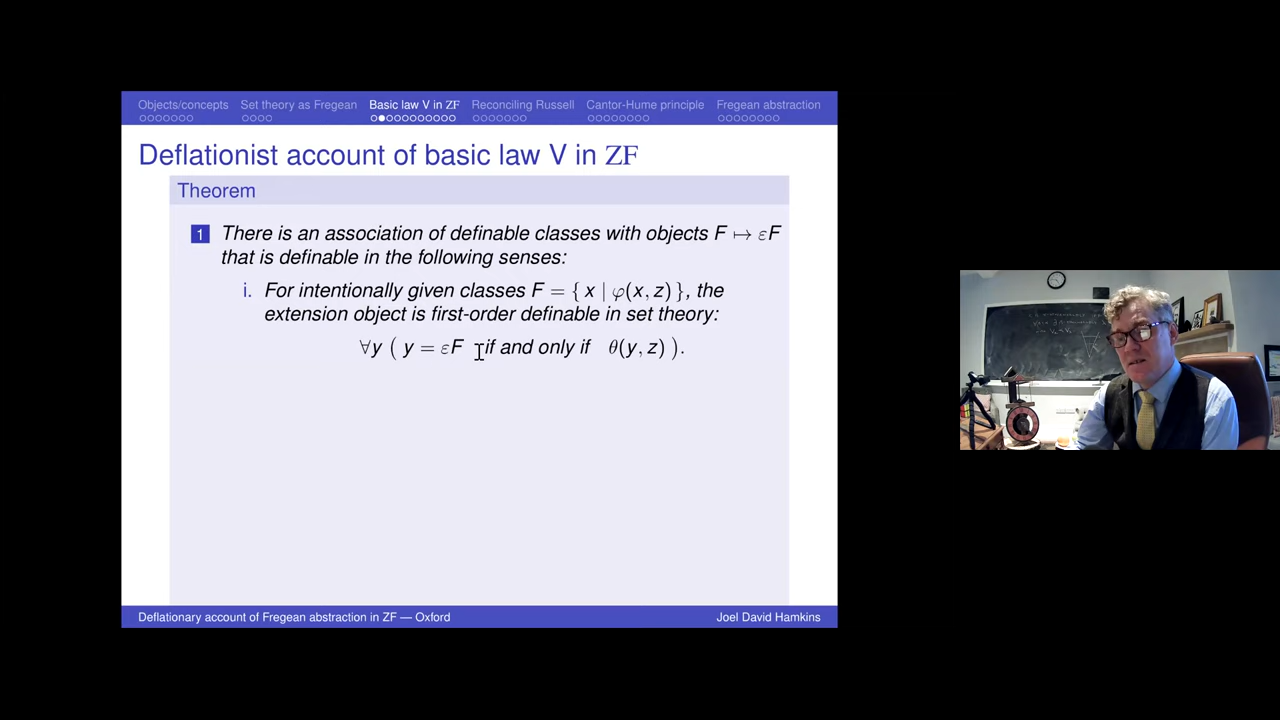 Objects/concepts Set theory as Fregean Basic law V in ZF Reconciling Russell Cantor-Hume principle Fregean abstraction
Deflationist account of basic law V in ZF
Theorem
1 There is an association of definable classes with objects F ↦ εF
that is definable in the following senses:
i. For intentionally given classes F = { x | φ(x, z) }, the
extension object is first-order definable in set theory:
∀y ( y = εF if and only if θ(y, z) ).
Deflationary account of Fregean abstraction in ZF — Oxford Joel David Hamkins